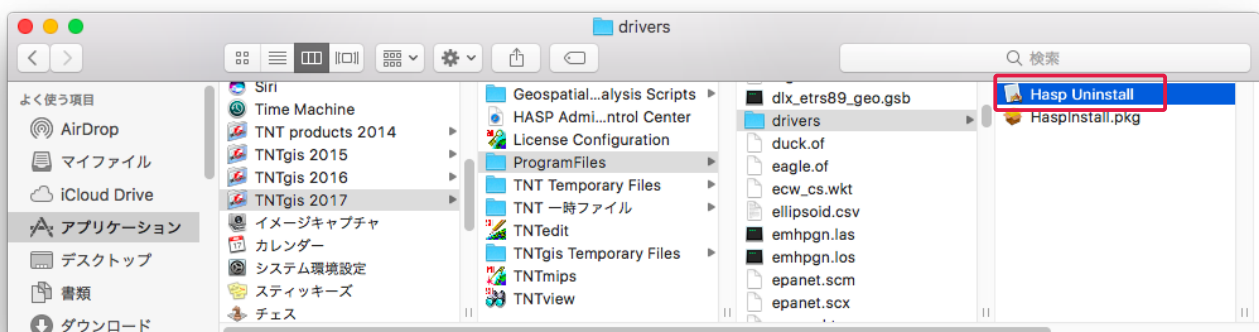 drivers
検索
よく使う項目
AirDrop
マイファイル
iCloud Drive
アプリケーション
デスクトップ
書類
ダウンロード
Siri
Time Machine
TNT products 2014
TNTgis 2015
TNTgis 2016
TNTgis 2017
イメージキャプチャ
カレンダー
システム環境設定
スティッキーズ
チェス
Geospatial...alysis Scripts
HASP Admi...ntrol Center
License Configuration
ProgramFiles
TNT Temporary Files
TNT 一時ファイル
TNTedit
TNTgis Temporary Files
TNTmips
TNTview
dlx_etrs89_geo.gsb
drivers
duck.of
eagle.of
ecw_cs.wkt
ellipsoid.csv
emhpgn.las
emhpgn.los
epanet.scm
epanet.scx
Hasp Uninstall
HaspInstall.pkg